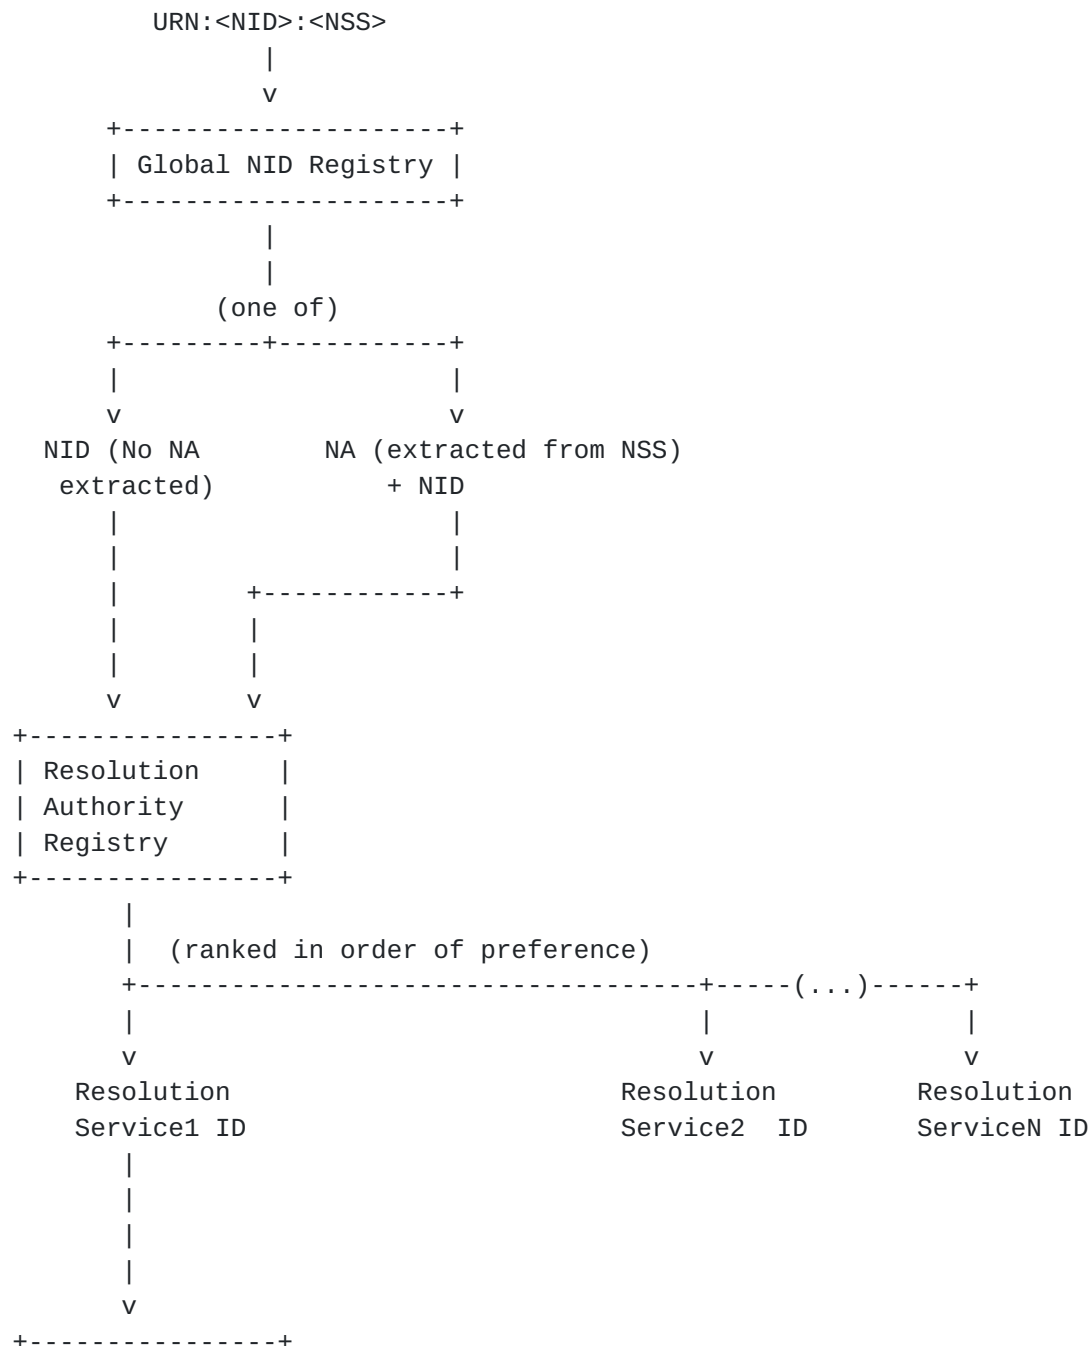 URN:<NID>:<NSS>
|
v
+---------------------+
| Global NID Registry |
+---------------------+
|
|
(one of)
+---------+-----------+
|                     |
v                     v
NID (No NA        NA (extracted from NSS)
extracted)           + NID
|                     |
|                     |
|        +------------+
|        |
|        |
v        v
+----------------+
| Resolution     |
| Authority      |
| Registry       |
+----------------+
|
|  (ranked in order of preference)
+------------------------------------+-----(...)------+
|                                    |                |
v                                    v                v
Resolution                         Resolution         Resolution
Service1 ID                        Service2  ID       ServiceN ID
|
|
|
|
v
+----------------+